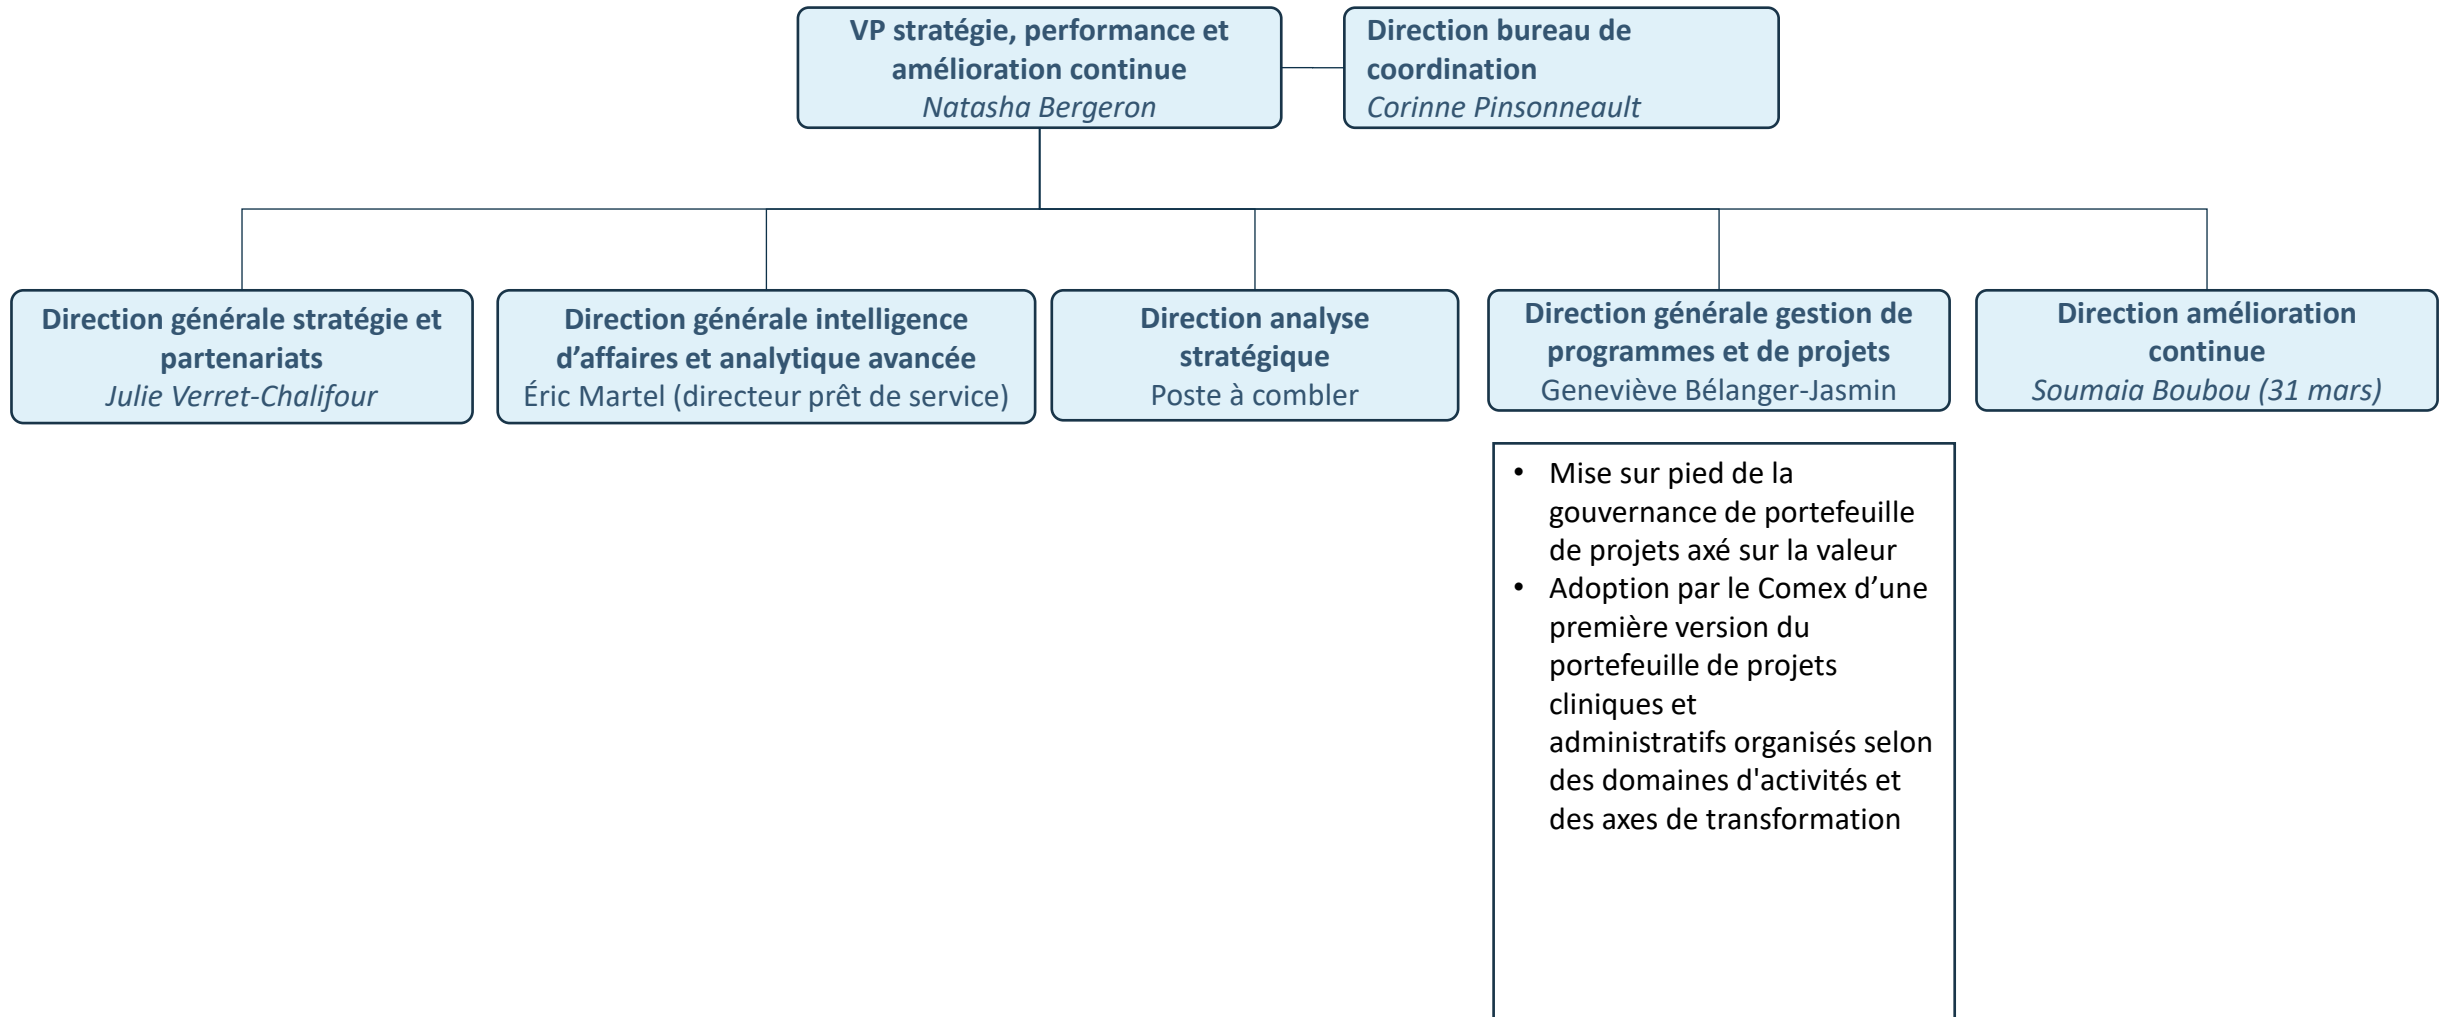 VP stratégie, performance et
amélioration continue
Natasha Bergeron
Direction bureau de
coordination
Corinne Pinsonneault
Direction générale stratégie et
partenariats
Julie Verret-Chalifour
Direction générale intelligence
d’affaires et analytique avancée
Éric Martel (directeur prêt de service)
Direction analyse
stratégique
Poste à combler
Direction générale gestion de
programmes et de projets
Geneviève Bélanger-Jasmin
Direction amélioration
continue
Soumaia Boubou (31 mars)
• Mise sur pied de la
gouvernance de portefeuille
de projets axé sur la valeur
• Adoption par le Comex d’une
première version du
portefeuille de projets
cliniques et
administratifs organisés selon
des domaines d'activités et
des axes de transformation